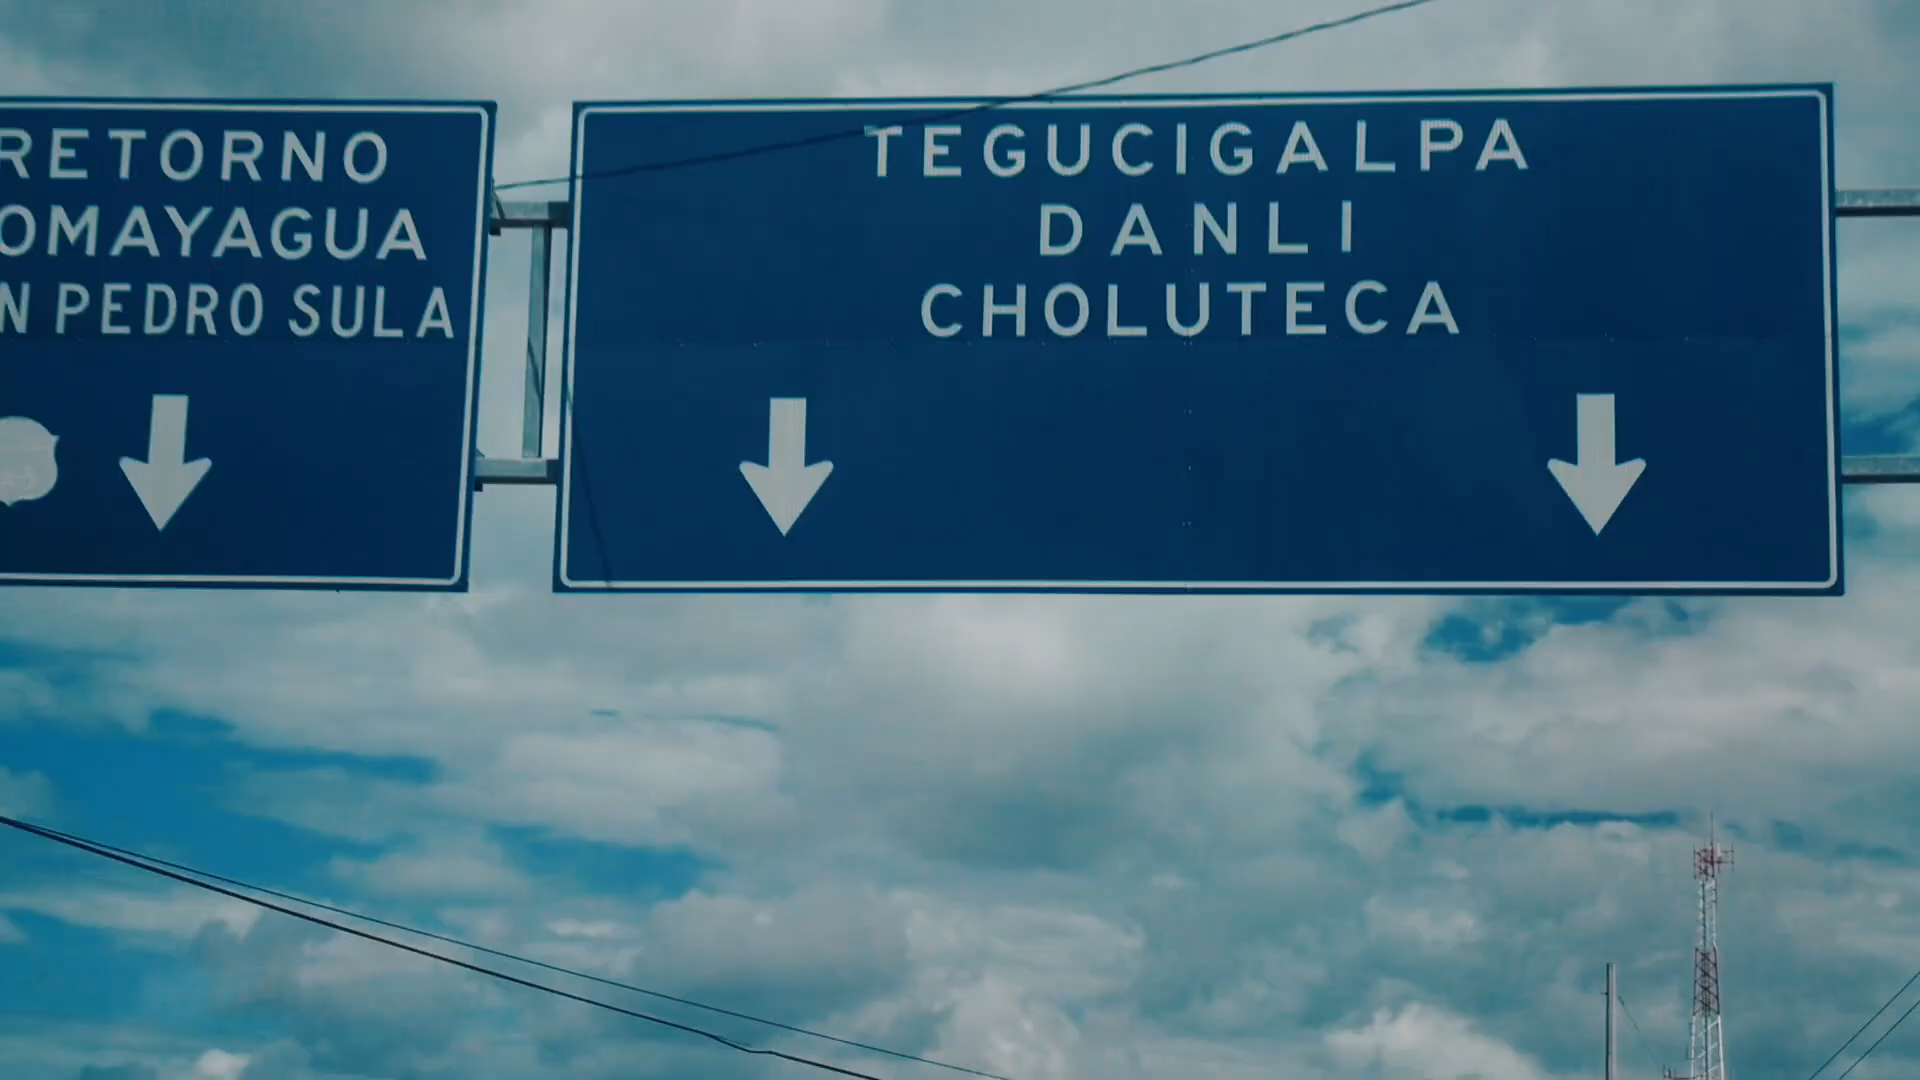 RETORNO
OMAYAGUA
N PEDRO SULA
TEGUCIGALPA
DANLI
CHOLUTECA